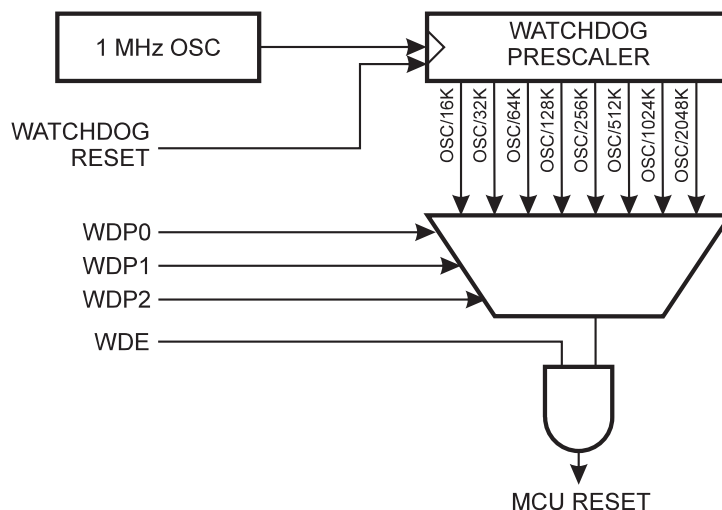 1 MHz OSC
WATCHDOG
PRESCALER
WATCHDOG
RESET
OSC/16K
OSC/32K
OSC/64K
OSC/128K
OSC/256K
OSC/512K
OSC/1024K
OSC/2048K
WDP0
WDP1
WDP2
WDE
MCU RESET